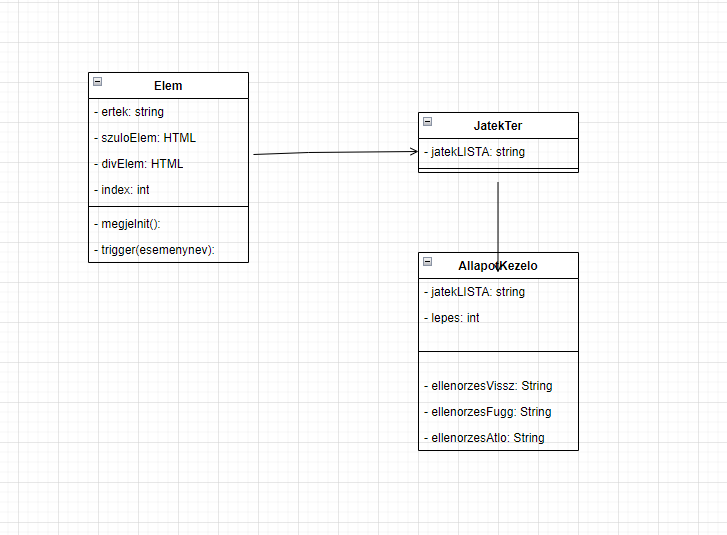 Elem
- ertek: string
- szuloElem: HTML
- divElem: HTML
- index: int
- megjelnit():
- trigger(esemenynev):
JatekTer
- jatekLISTA: string
AllapotKezelo
- jatekLISTA: string
- lepes: int
- ellenorzesVissz: String
- ellenorzesFugg: String
- ellenorzesAtlo: String